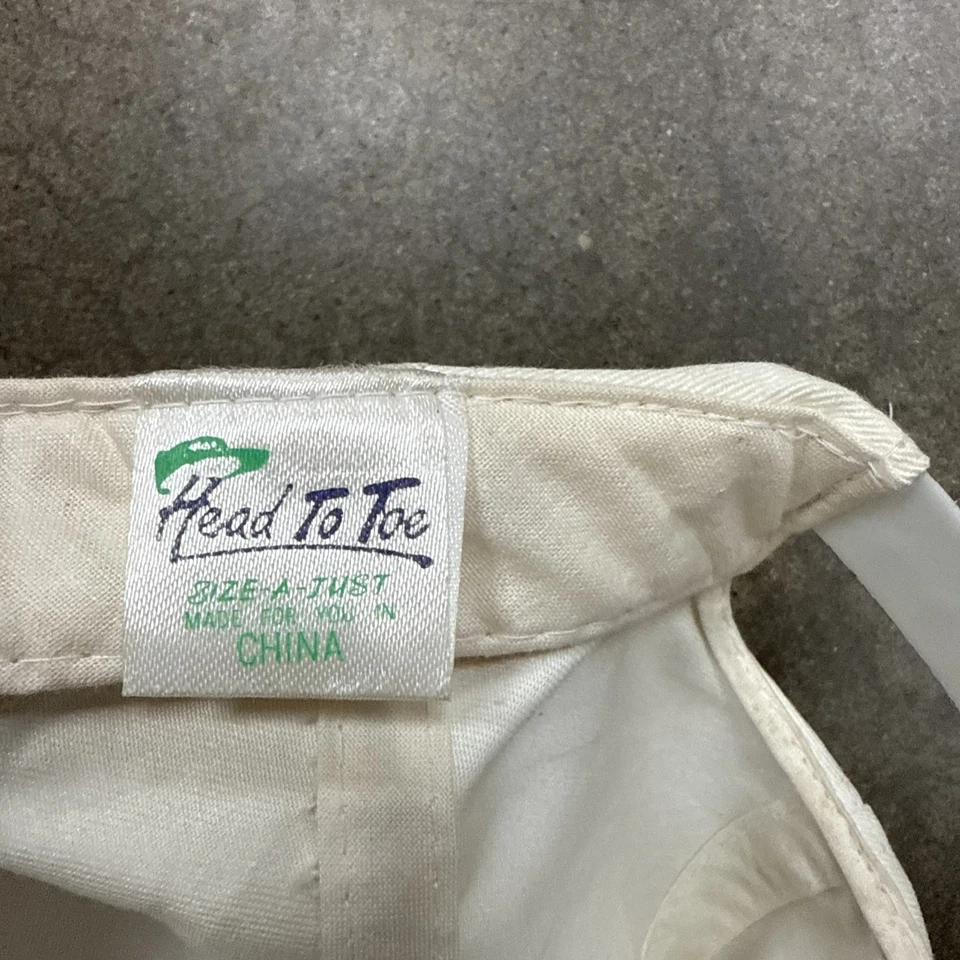 Head To Toe
SIZE-A-JUST
MADE FOR YOU IN
CHINA